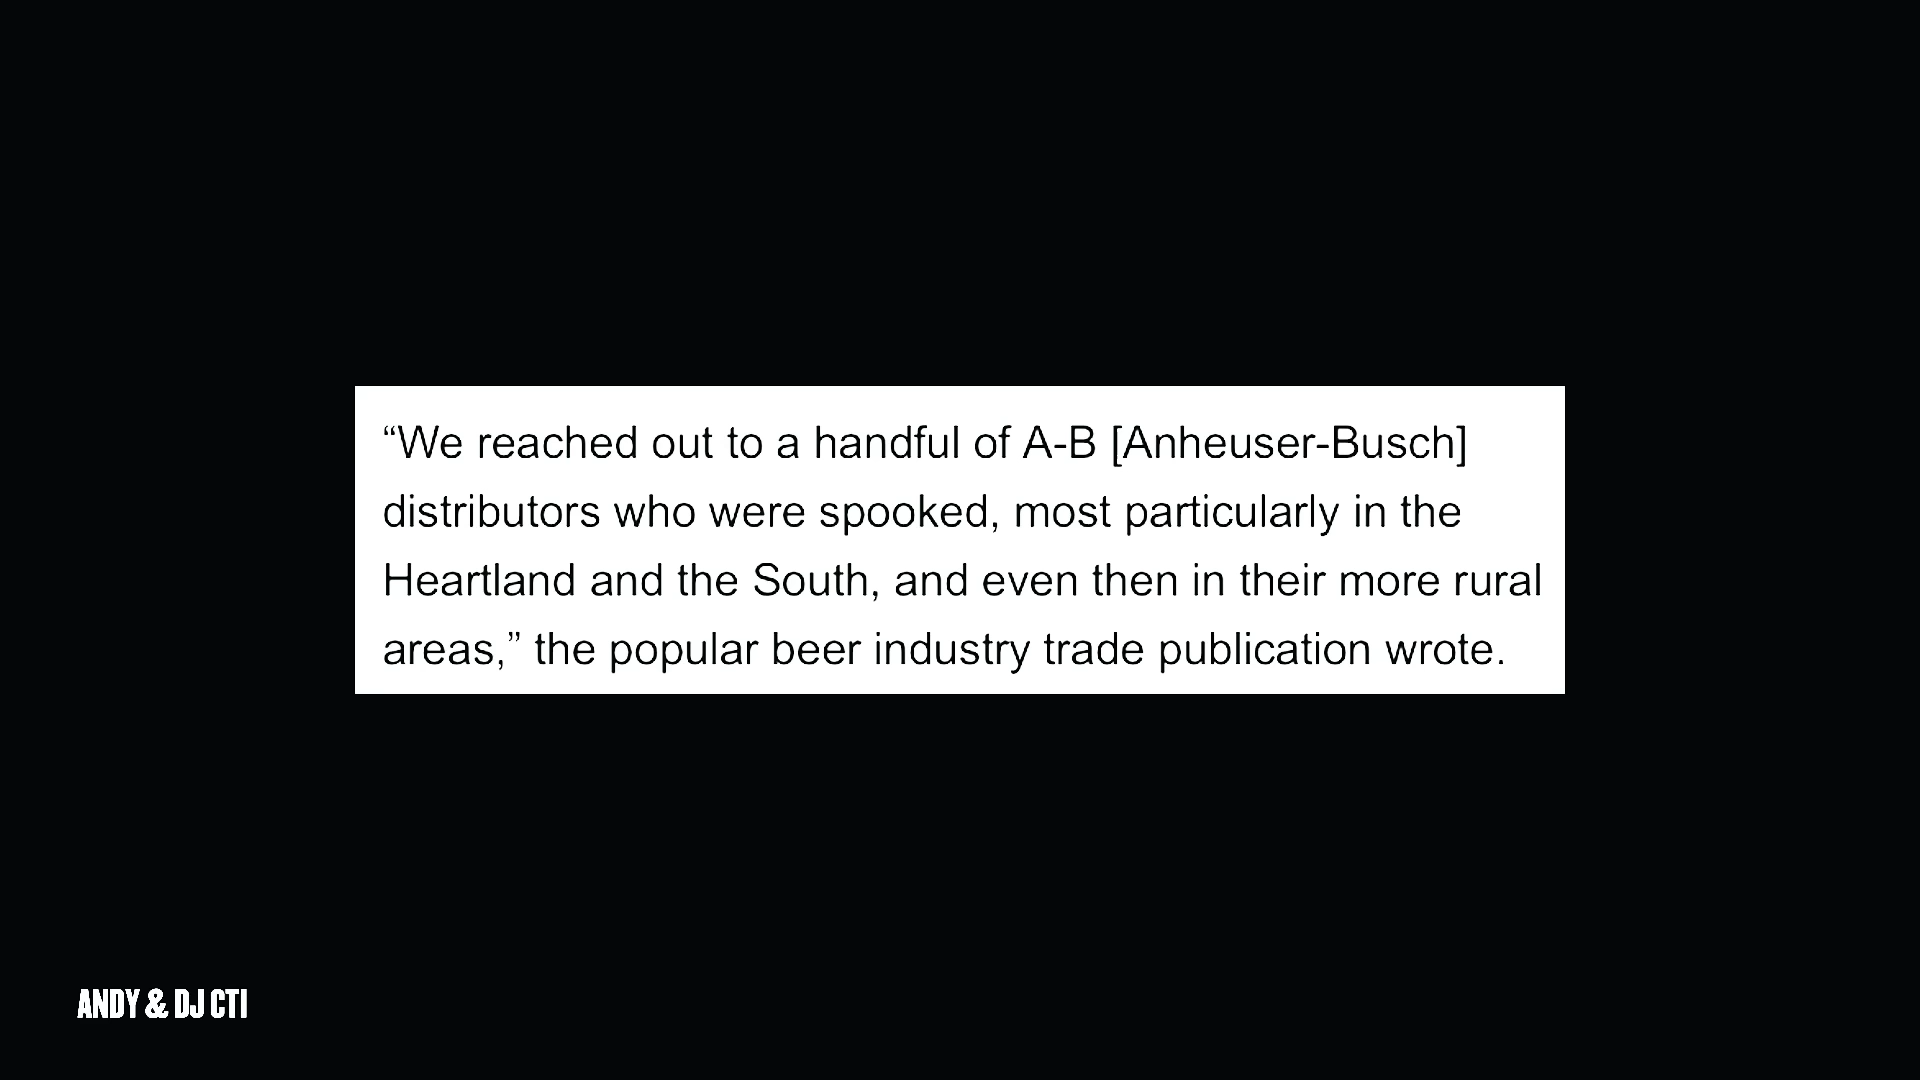 “We reached out to a handful of A-B [Anheuser-Busch]
distributors who were spooked, most particularly in the
Heartland and the South, and even then in their more rural
areas,” the popular beer industry trade publication wrote.
ANDY & DJ CTI